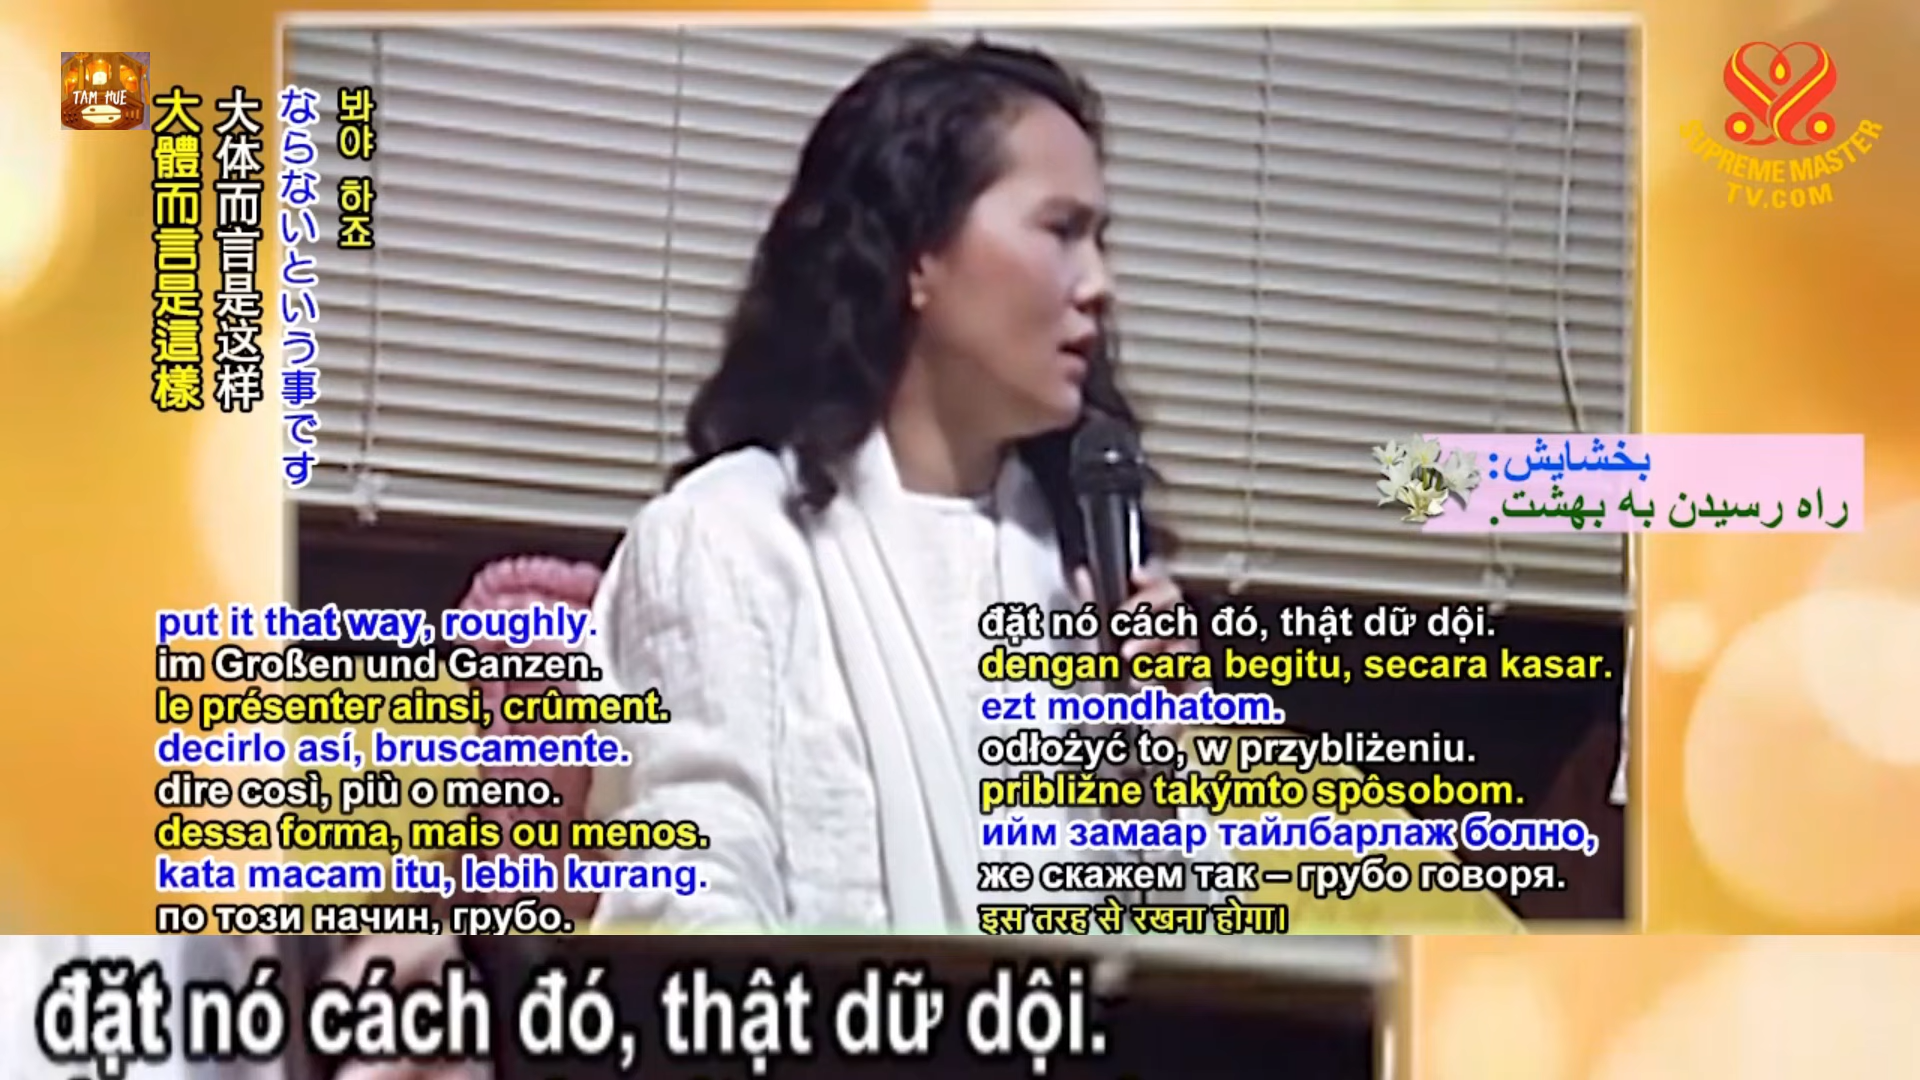 TAM HUE
大體而言是這樣
大体而言是这样
ならないという事です
봐야 하죠
SUPREME MASTER
TV.COM
بخشایش:
راه رسیدن به بهشت.
put it that way, roughly.
im Großen und Ganzen.
le présenter ainsi, crûment.
decirlo así, bruscamente.
dire così, più o meno.
dessa forma, mais ou menos.
kata macam itu, lebih kurang.
по този начин, грубо.
đặt nó cách đó, thật dữ dội.
dengan cara begitu, secara kasar.
ezt mondhatom.
odłożyć to, w przybliżeniu.
približne takýmto spôsobom.
ийм замаар тайлбарлаж болно,
же скажем так – грубо говоря.
इस तरह से रखना होगा।
đặt nó cách đó, thật dữ dội.